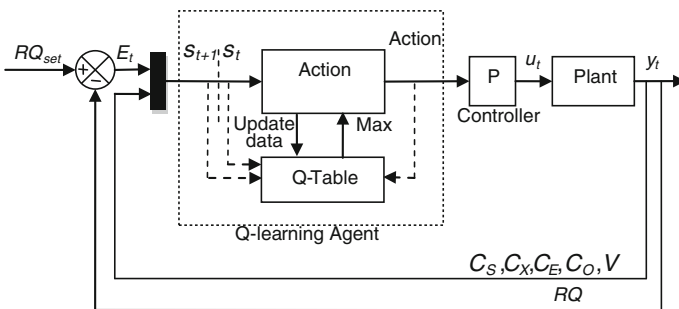 RQ_set
+
−
E_t
S_{t+1} S_t
Action
Action
Update data
Max
Q-Table
Q-learning Agent
P
Controller
u_t
Plant
y_t
C_S, C_X, C_E, C_O, V
RQ